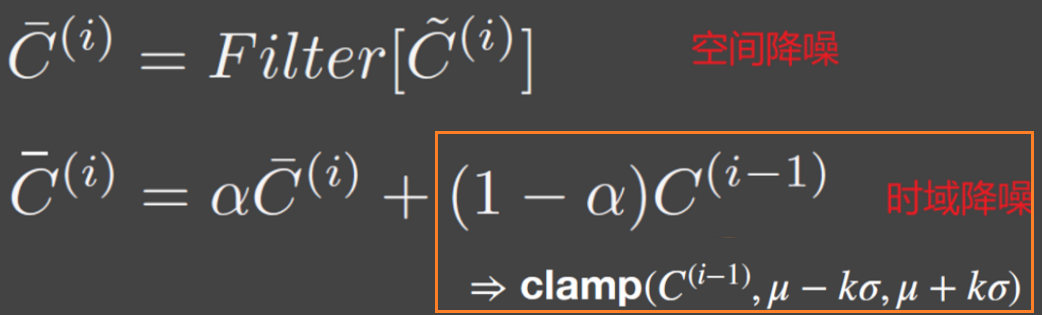 C̄⁽ⁱ⁾ = Filter[C̃⁽ⁱ⁾] 空间降噪
C̄⁽ⁱ⁾ = αC̄⁽ⁱ⁾ + (1 − α)C⁽ⁱ⁻¹⁾ 时域降噪
⇒ clamp(C⁽ⁱ⁻¹⁾, μ − kσ, μ + kσ)